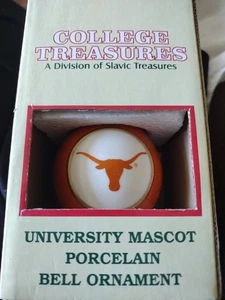 COLLEGE
TREASURES
A Division of Slavic Treasures
UNIVERSITY MASCOT
PORCELAIN
BELL ORNAMENT